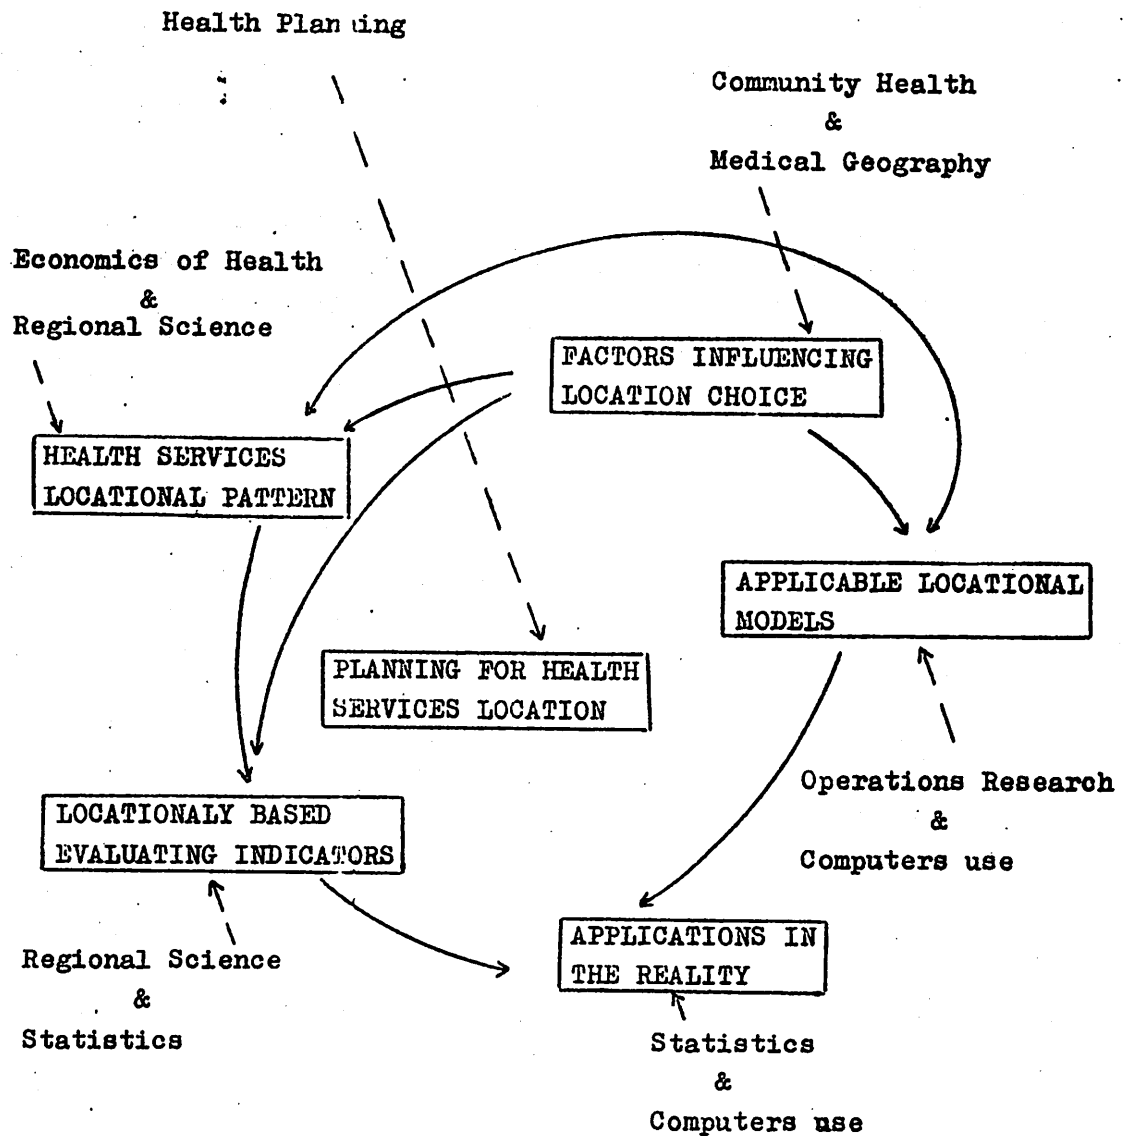 Health Planning
Community Health
&
Medical Geography
Economics of Health
&
Regional Science
FACTORS INFLUENCING
LOCATION CHOICE
HEALTH SERVICES
LOCATIONAL PATTERN
APPLICABLE LOCATIONAL
MODELS
PLANNING FOR HEALTH
SERVICES LOCATION
Operations Research
&
Computers use
LOCATIONALY BASED
EVALUATING INDICATORS
APPLICATIONS IN
THE REALITY
Regional Science
&
Statistics
Statistics
&
Computers use